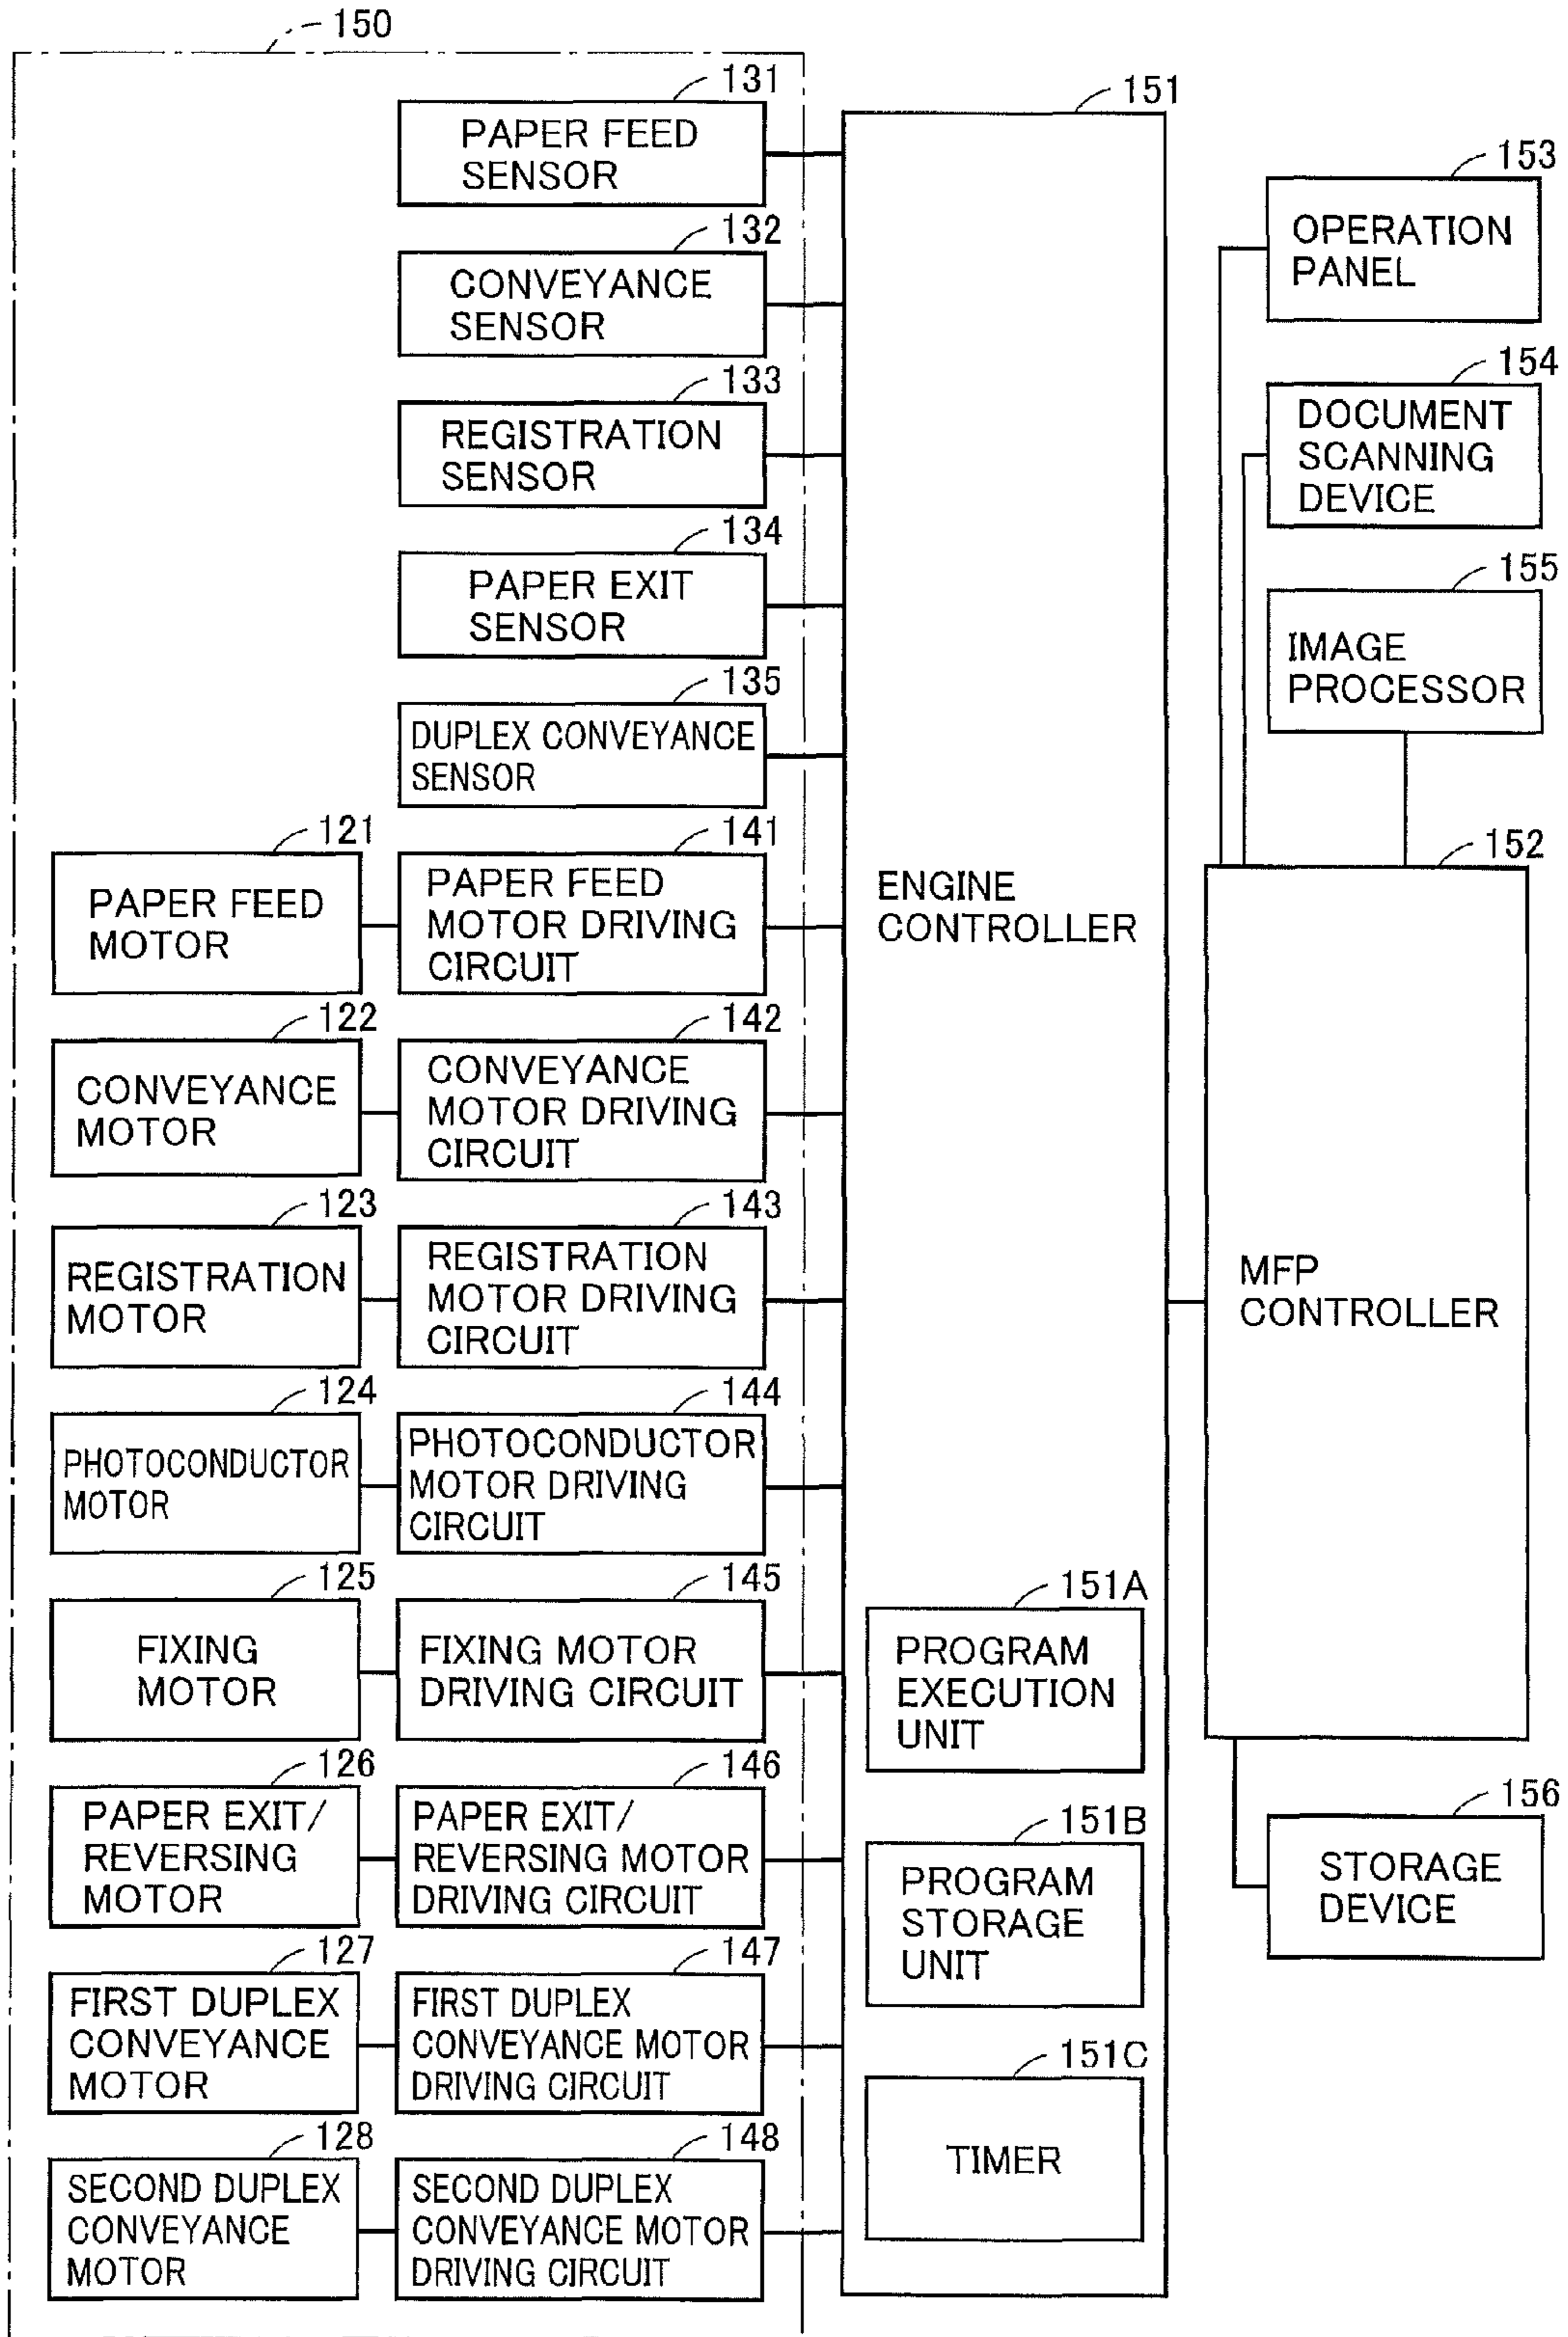 150
131
PAPER FEED
SENSOR
132
CONVEYANCE
SENSOR
133
REGISTRATION
SENSOR
134
PAPER EXIT
SENSOR
135
DUPLEX CONVEYANCE
SENSOR
121
PAPER FEED
MOTOR
141
PAPER FEED
MOTOR DRIVING
CIRCUIT
122
CONVEYANCE
MOTOR
142
CONVEYANCE
MOTOR DRIVING
CIRCUIT
123
REGISTRATION
MOTOR
143
REGISTRATION
MOTOR DRIVING
CIRCUIT
124
PHOTOCONDUCTOR
MOTOR
144
PHOTOCONDUCTOR
MOTOR DRIVING
CIRCUIT
125
FIXING
MOTOR
145
FIXING MOTOR
DRIVING CIRCUIT
126
PAPER EXIT/
REVERSING
MOTOR
146
PAPER EXIT/
REVERSING MOTOR
DRIVING CIRCUIT
127
FIRST DUPLEX
CONVEYANCE
MOTOR
147
FIRST DUPLEX
CONVEYANCE MOTOR
DRIVING CIRCUIT
128
SECOND DUPLEX
CONVEYANCE
MOTOR
148
SECOND DUPLEX
CONVEYANCE MOTOR
DRIVING CIRCUIT
151
ENGINE
CONTROLLER
151A
PROGRAM
EXECUTION
UNIT
151B
PROGRAM
STORAGE
UNIT
151C
TIMER
153
OPERATION
PANEL
154
DOCUMENT
SCANNING
DEVICE
155
IMAGE
PROCESSOR
152
MFP
CONTROLLER
156
STORAGE
DEVICE